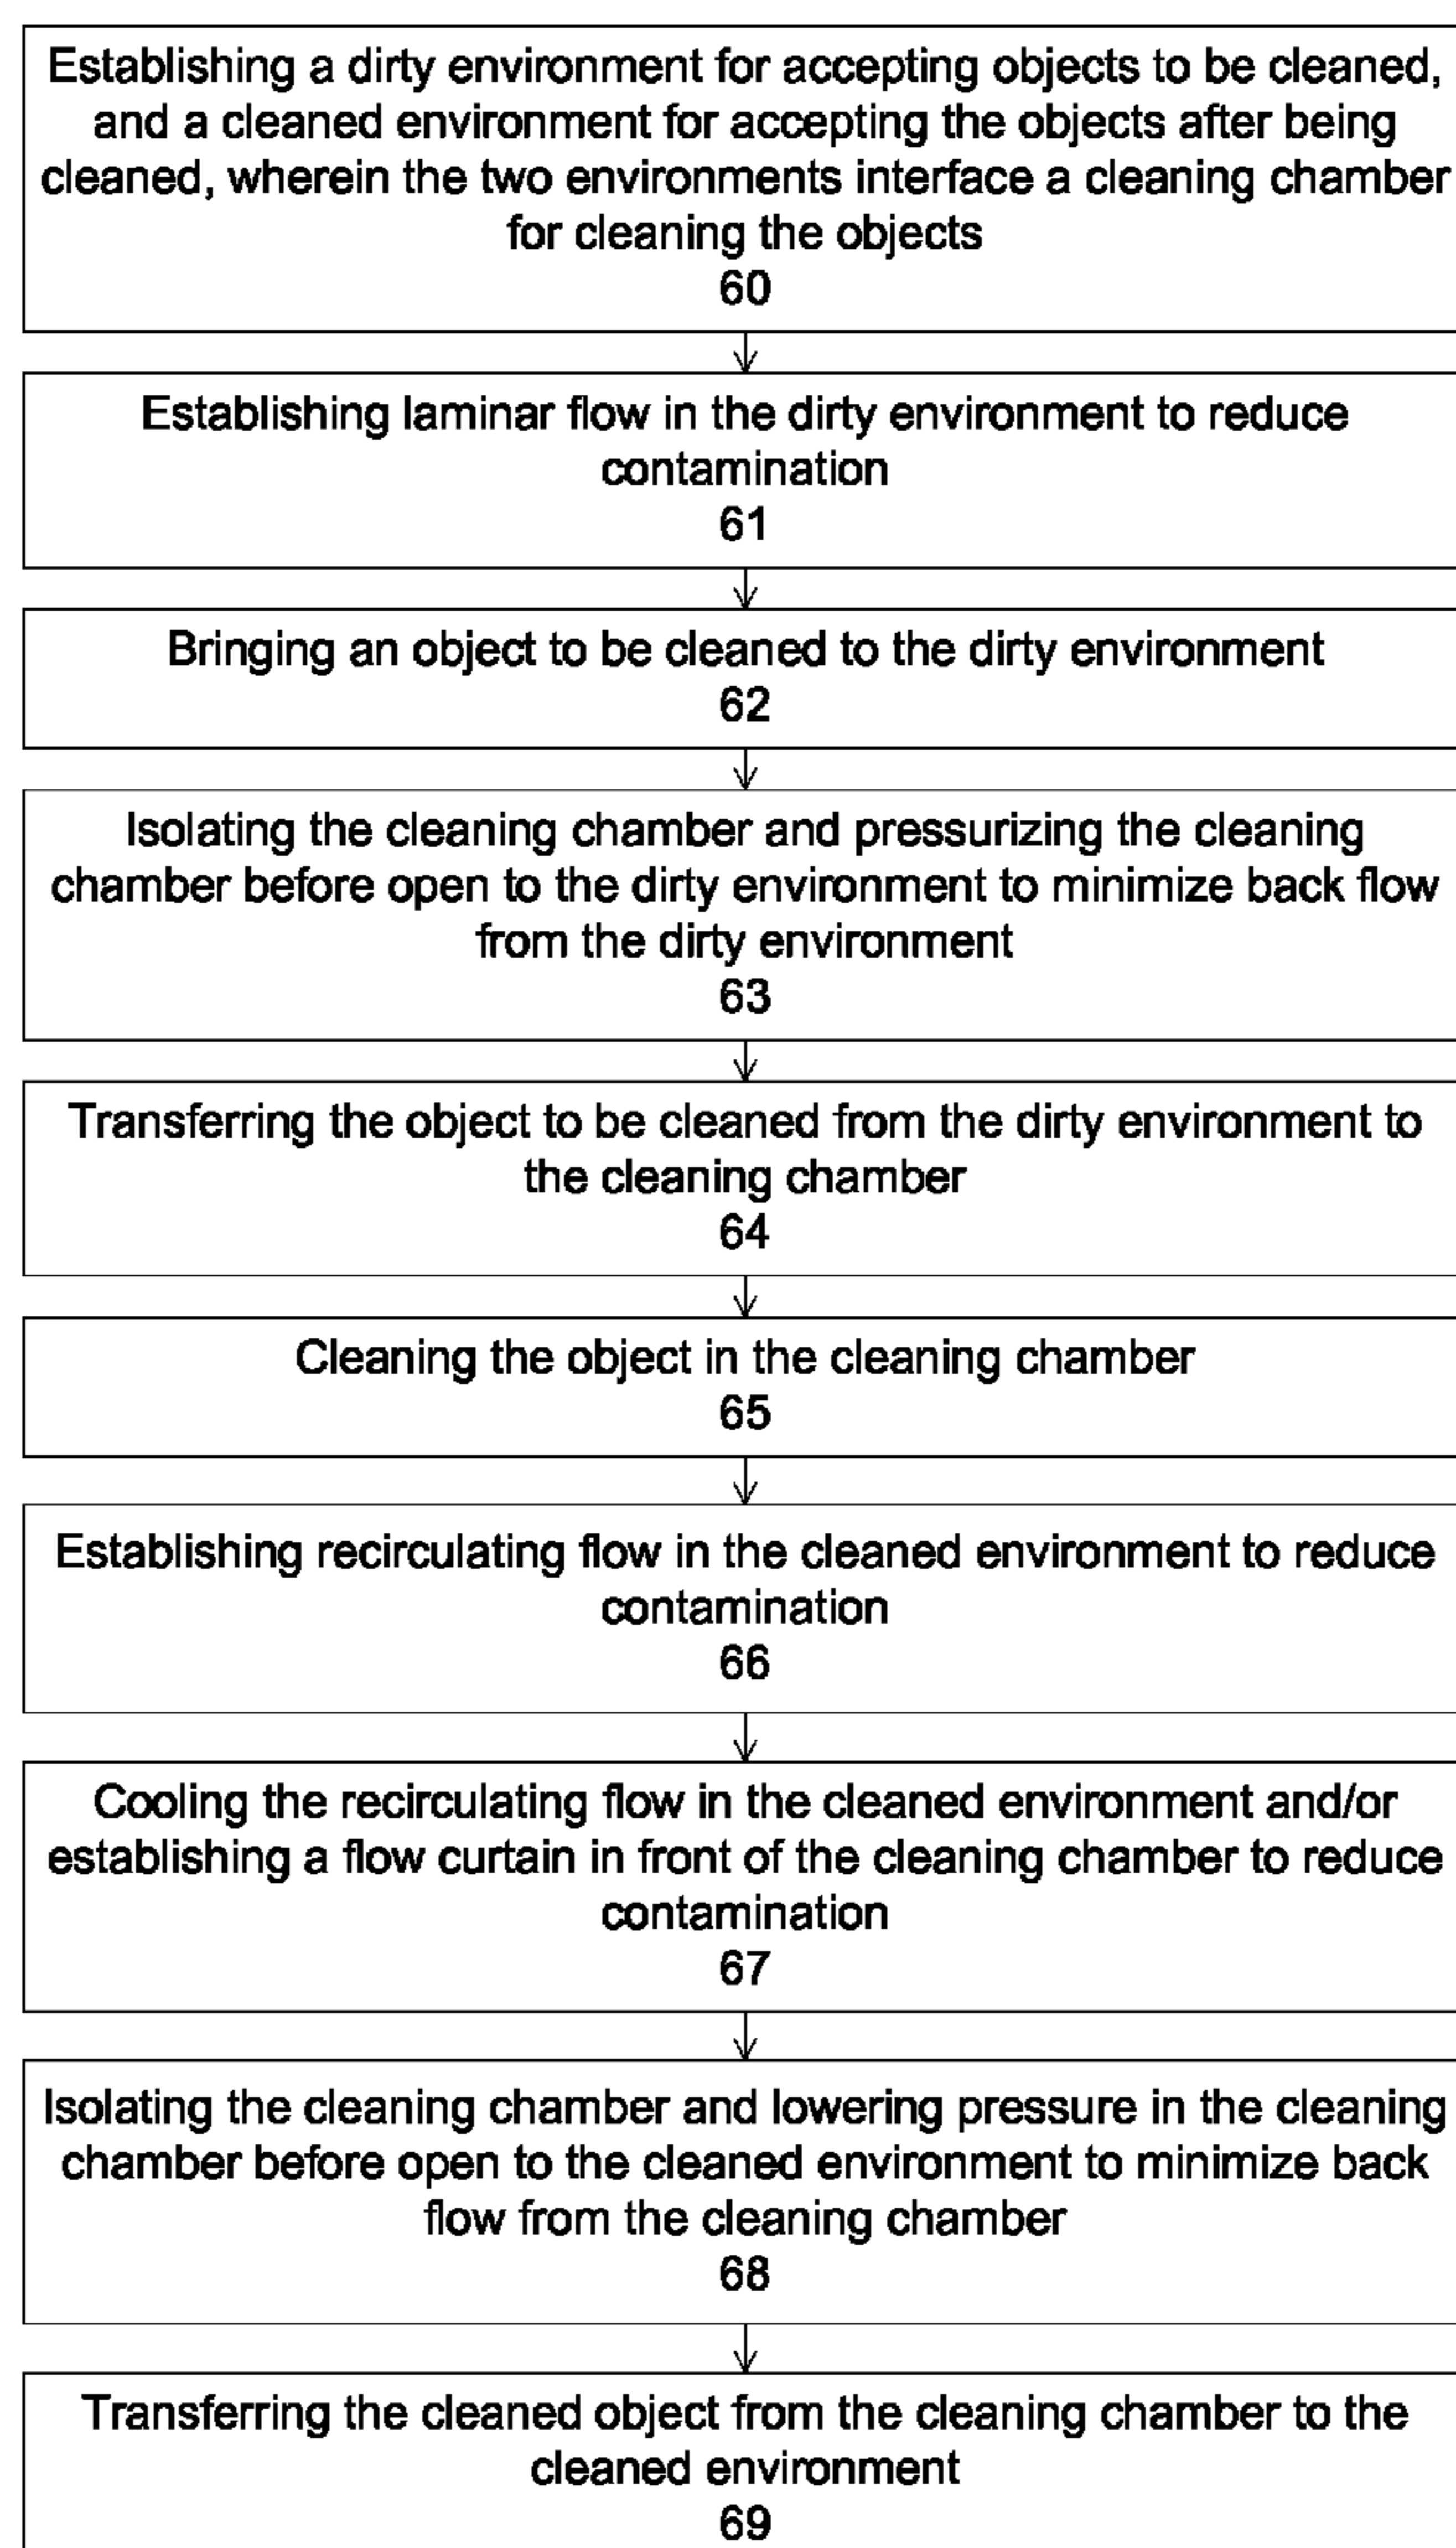 Establishing a dirty environment for accepting objects to be cleaned,
and a cleaned environment for accepting the objects after being
cleaned, wherein the two environments interface a cleaning chamber
for cleaning the objects
60
Establishing laminar flow in the dirty environment to reduce
contamination
61
Bringing an object to be cleaned to the dirty environment
62
Isolating the cleaning chamber and pressurizing the cleaning
chamber before open to the dirty environment to minimize back flow
from the dirty environment
63
Transferring the object to be cleaned from the dirty environment to
the cleaning chamber
64
Cleaning the object in the cleaning chamber
65
Establishing recirculating flow in the cleaned environment to reduce
contamination
66
Cooling the recirculating flow in the cleaned environment and/or
establishing a flow curtain in front of the cleaning chamber to reduce
contamination
67
Isolating the cleaning chamber and lowering pressure in the cleaning
chamber before open to the cleaned environment to minimize back
flow from the cleaning chamber
68
Transferring the cleaned object from the cleaning chamber to the
cleaned environment
69